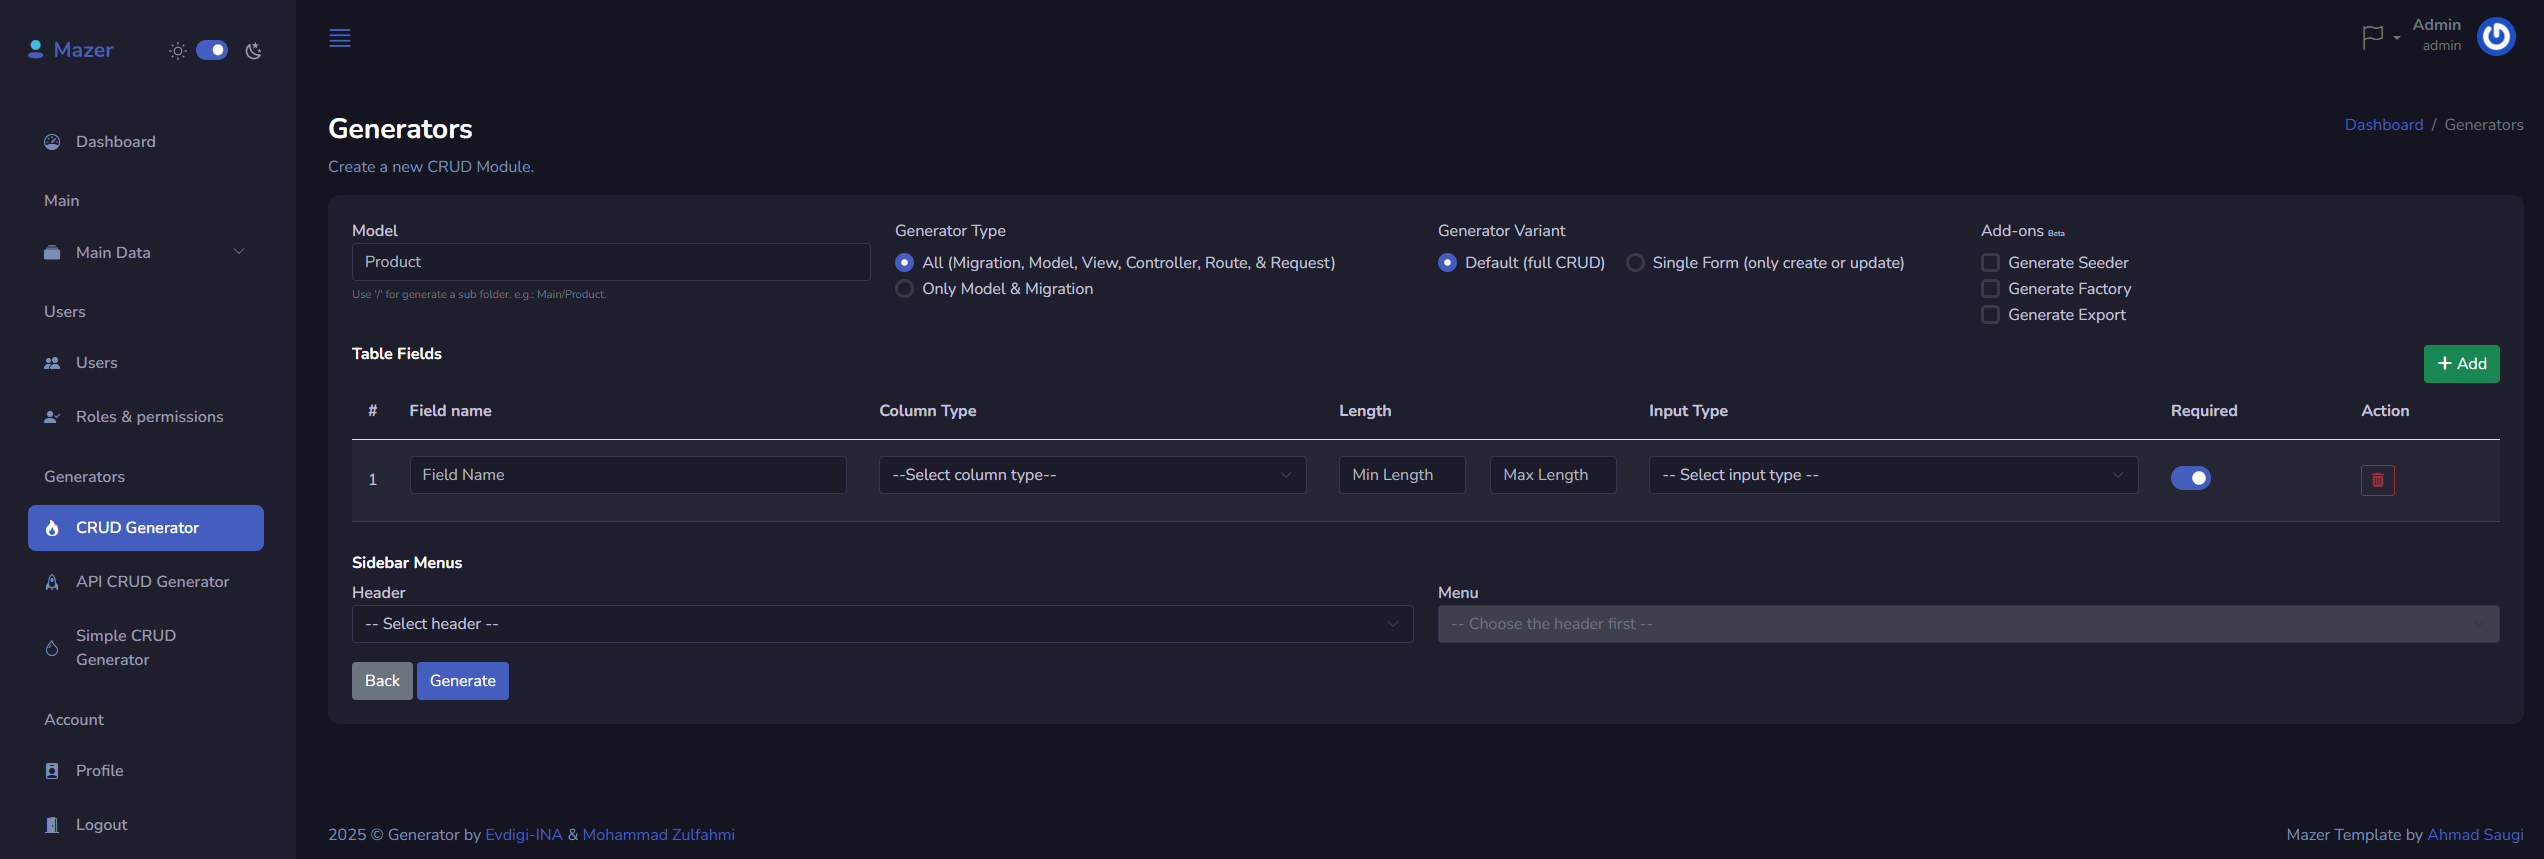 Mazer
Admin
admin
Dashboard
Main
Main Data
Users
Users
Roles & permissions
Generators
CRUD Generator
API CRUD Generator
Simple CRUD
Generator
Account
Profile
Logout
Generators
Dashboard / Generators
Create a new CRUD Module.
Model
Product
Use '/' for generate a sub folder. e.g.: Main/Product.
Generator Type
All (Migration, Model, View, Controller, Route, & Request)
Only Model & Migration
Generator Variant
Default (full CRUD) Single Form (only create or update)
Add-ons Beta
Generate Seeder
Generate Factory
Generate Export
Table Fields
Add
# Field name Column Type Length Input Type Required Action
1 Field Name --Select column type-- Min Length Max Length -- Select input type --
Sidebar Menus
Header
-- Select header --
Menu
-- Choose the header first --
Back Generate
2025 © Generator by Evdigi-INA & Mohammad Zulfahmi
Mazer Template by Ahmad Saugi